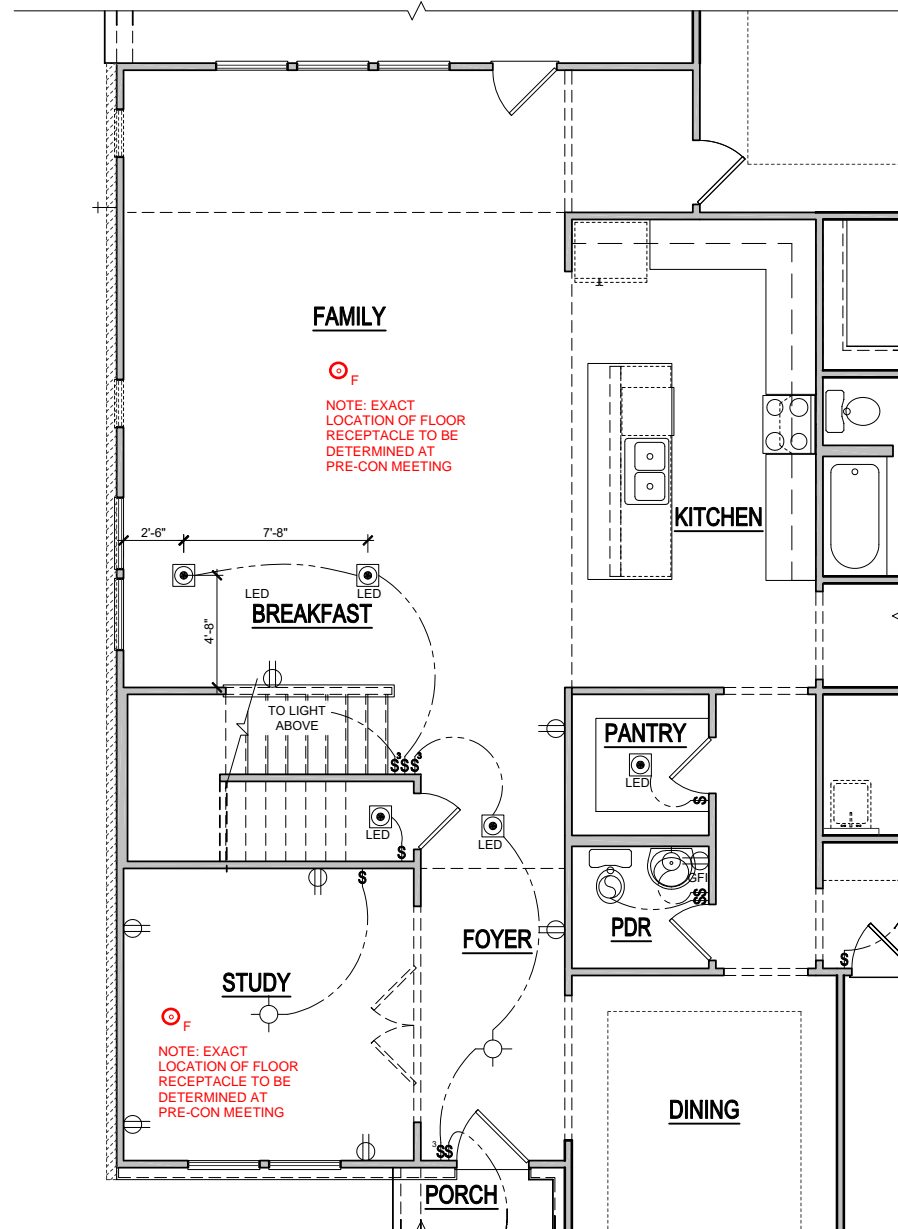 FAMILY
F
NOTE: EXACT
LOCATION OF FLOOR
RECEPTACLE TO BE
DETERMINED AT
PRE-CON MEETING
KITCHEN
2'-6"
7'-8"
LED
LED
BREAKFAST
4'-8"
TO LIGHT
ABOVE
3
3
$$$
PANTRY
LED
$
LED
LED
$
$
GFI
$$
PDR
FOYER
$
STUDY
F
NOTE: EXACT
LOCATION OF FLOOR
RECEPTACLE TO BE
DETERMINED AT
PRE-CON MEETING
DINING
3
$$
PORCH